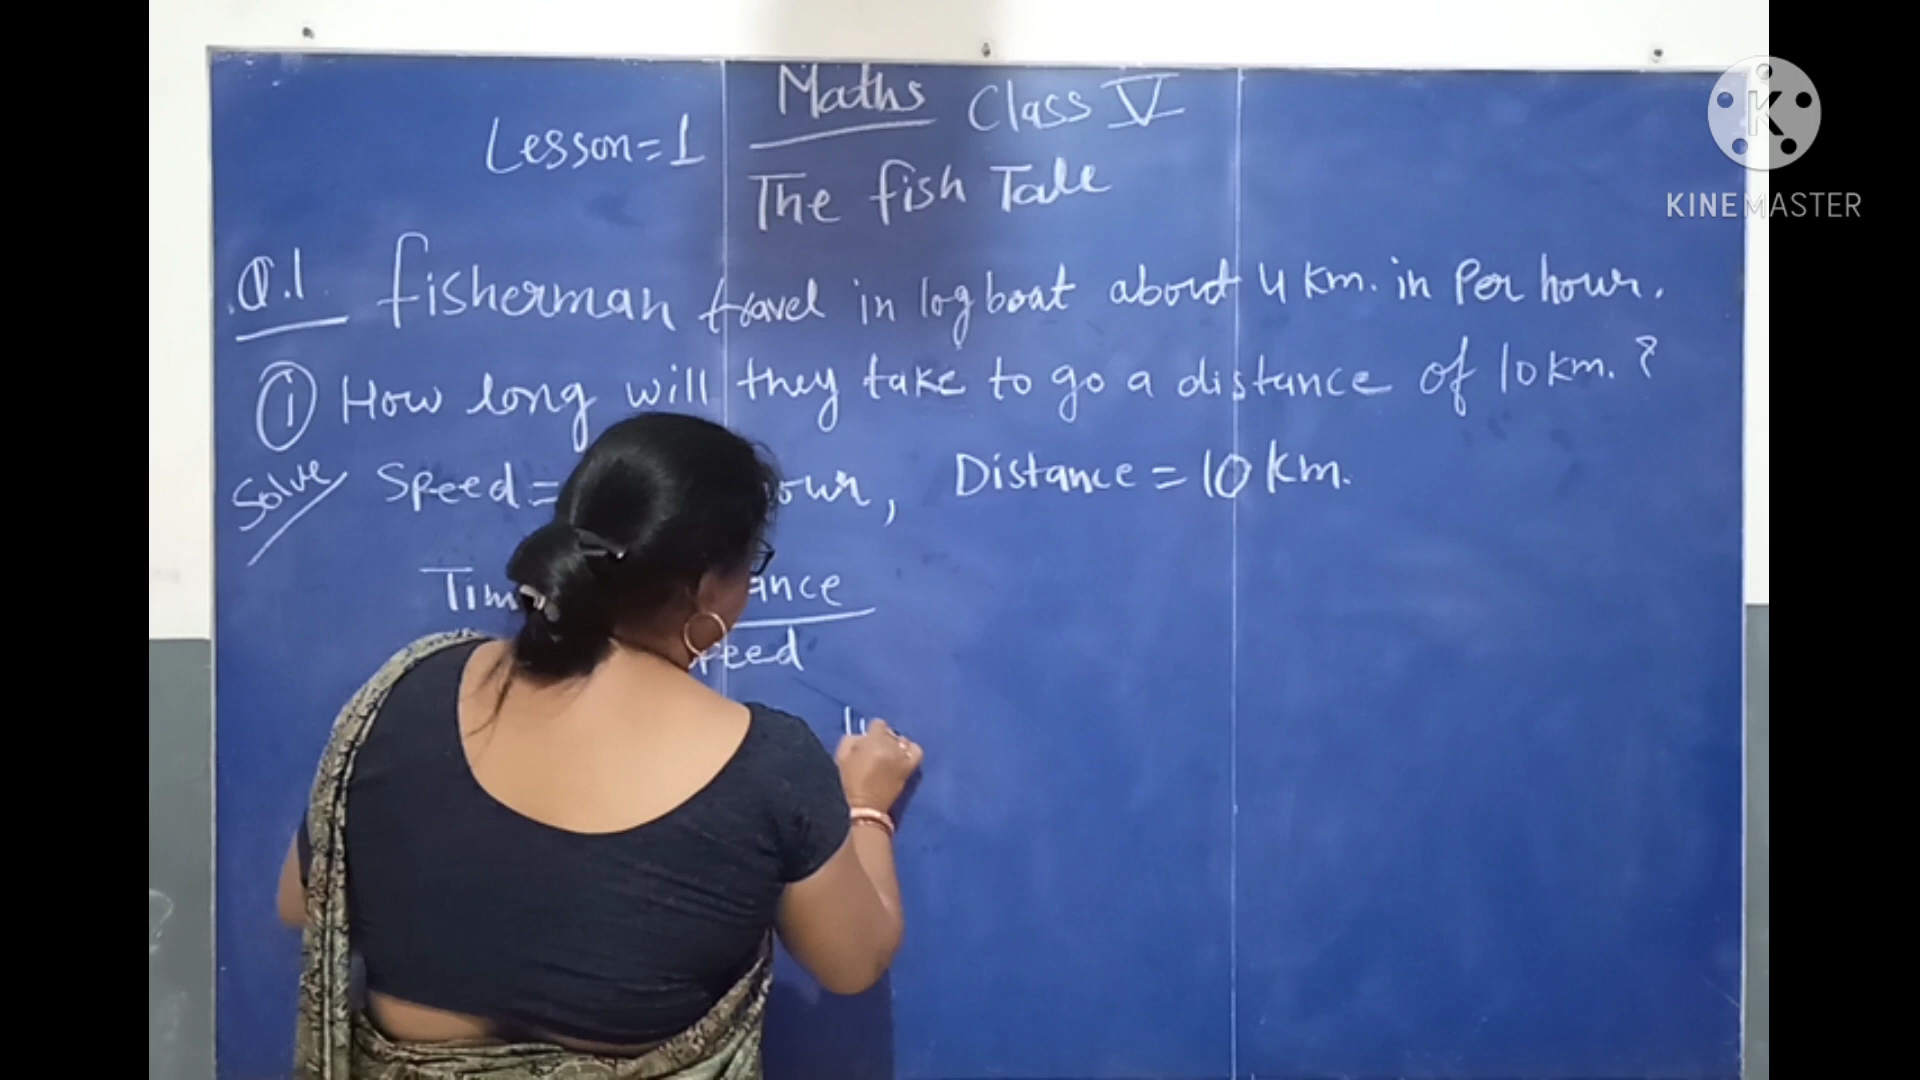 Maths Class V
Lesson=1
The fish Tale
Q.1 fisherman travel in log boat about 4 Km. in Per hour.
(i) How long will they take to go a distance of 10 km. ?
Solve Speed = our, Distance = 10 Km.
Tim ance
peed
KINEMASTER